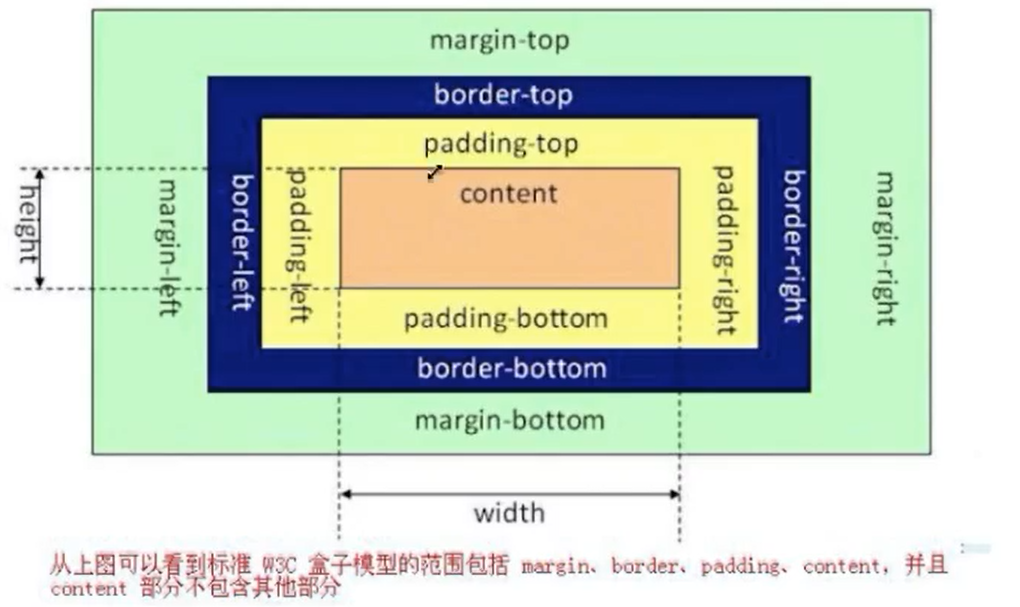 margin-top
border-top
padding-top
content
height
margin-left
border-left
padding-left
padding-right
border-right
margin-right
padding-bottom
border-bottom
margin-bottom
width
从上图可以看到标准 W3C 盒子模型的范围包括 margin、border、padding、content，并且
content 部分不包含其他部分